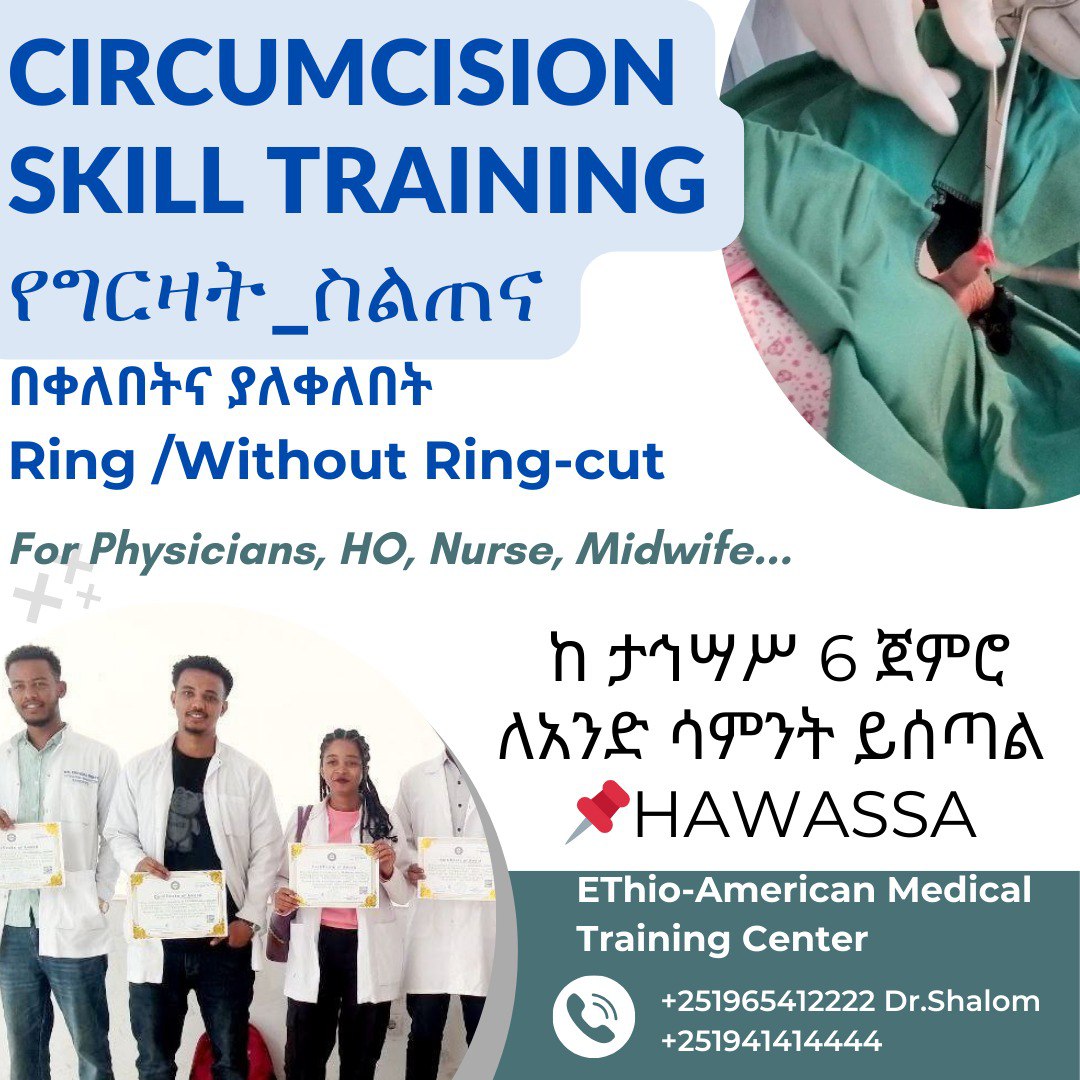 CIRCUMCISION
SKILL TRAINING
የግርዛት_ስልጠና
በቀለበትና ያለቀለበት
Ring /Without Ring-cut
For Physicians, HO, Nurse, Midwife...
ከ ታኅሣሥ 6 ጀምሮ
ለአንድ ሳምንት ይሰጣል
HAWASSA
EThio-American Medical
Training Center
+251965412222 Dr.Shalom
+251941414444